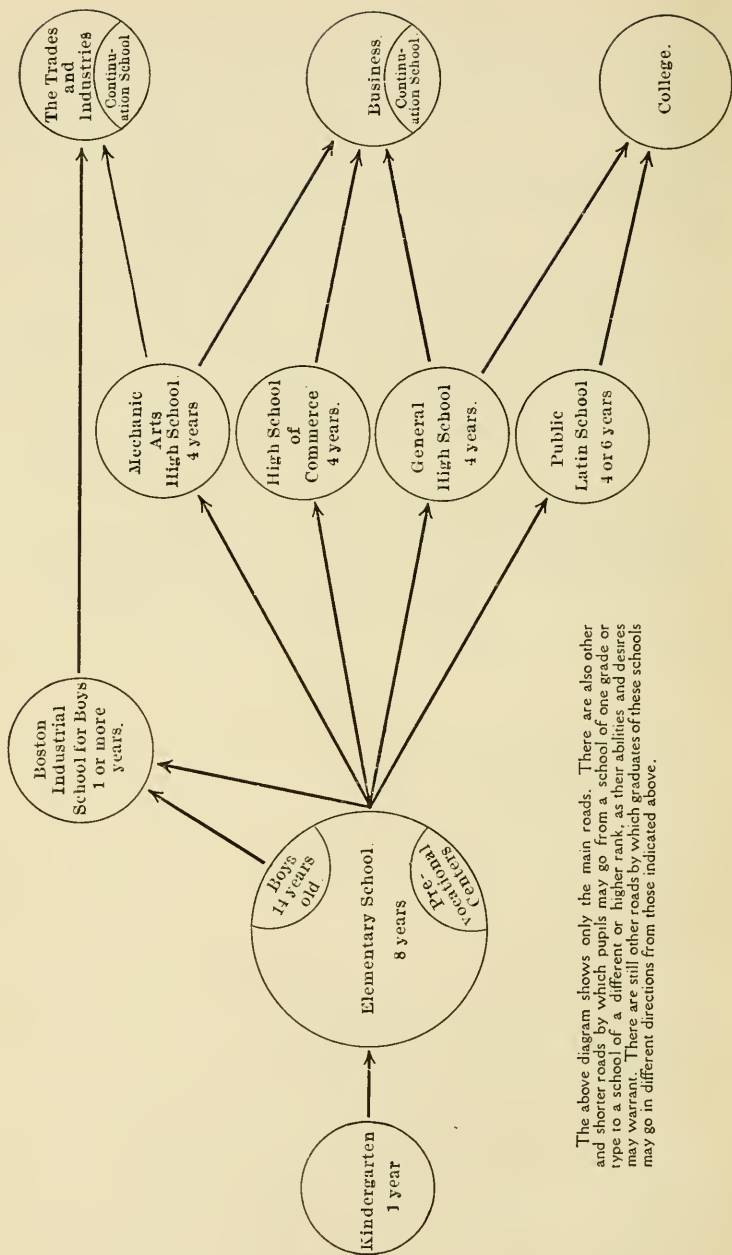 Kindergarten
1 year
Elementary School.
8 years
Boys
14 years
old.
Pre-
vocational
Centers
Boston
Industrial
School for Boys
1 or more
years.
Mechanic
Arts
High School.
4 years
High School
of
Commerce
4 years.
General
High School
4 years.
Public
Latin School
4 or 6 years
The Trades
and
Industries
Continu-
ation School
Business.
Continu-
ation School.
College.
The above diagram shows only the main roads. There are also other
and shorter roads by which pupils may go from a school of one grade or
type to a school of a different or higher rank, as their abilities and desires
may warrant. There are still other roads by which graduates of these schools
may go in different directions from those indicated above.